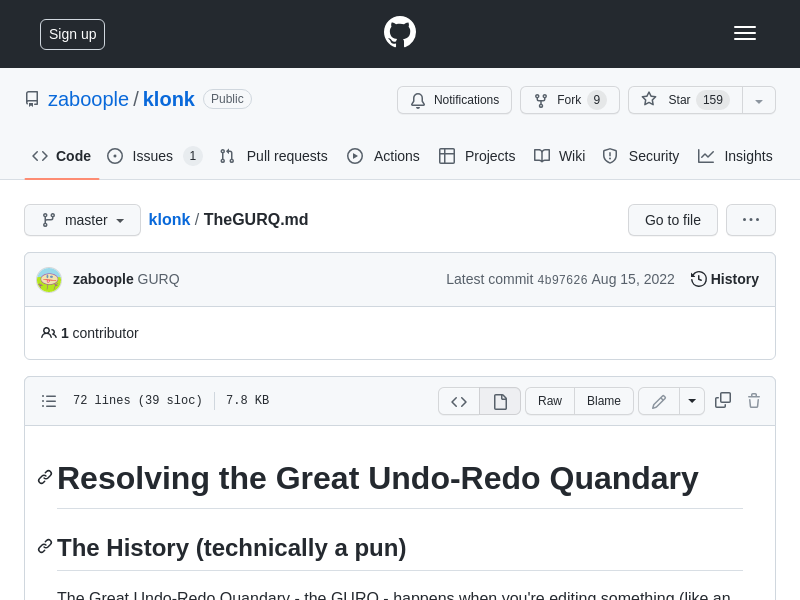 Sign up
zaboople / klonk Public
Notifications Fork 9 Star 159
Code Issues 1 Pull requests Actions Projects Wiki Security Insights
master klonk / TheGURQ.md Go to file
zaboople GURQ Latest commit 4b97626 Aug 15, 2022 History
1 contributor
72 lines (39 sloc) 7.8 KB Raw Blame
Resolving the Great Undo-Redo Quandary
The History (technically a pun)
The Great Undo-Redo Quandary - the GURQ - happens when you're editing something (like an